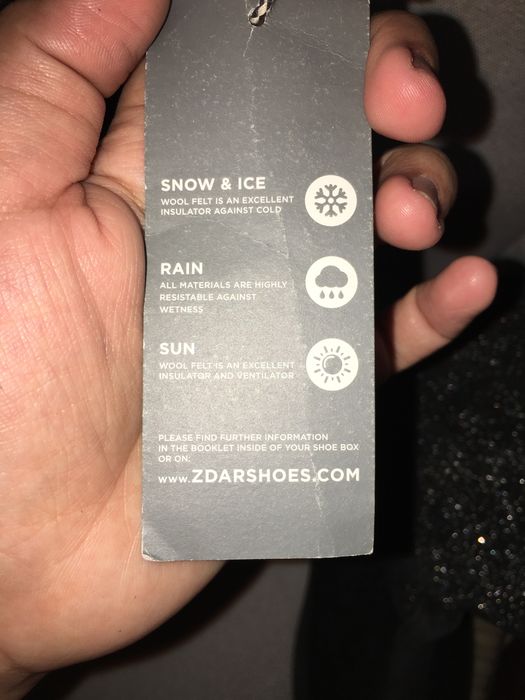 SNOW & ICE
WOOL FELT IS AN EXCELLENT
INSULATOR AGAINST COLD
RAIN
ALL MATERIALS ARE HIGHLY
RESISTABLE AGAINST
WETNESS
SUN
WOOL FELT IS AN EXCELLENT
INSULATOR AND VENTILATOR
PLEASE FIND FURTHER INFORMATION
IN THE BOOKLET INSIDE OF YOUR SHOE BOX
OR ON:
www.ZDARSHOES.COM